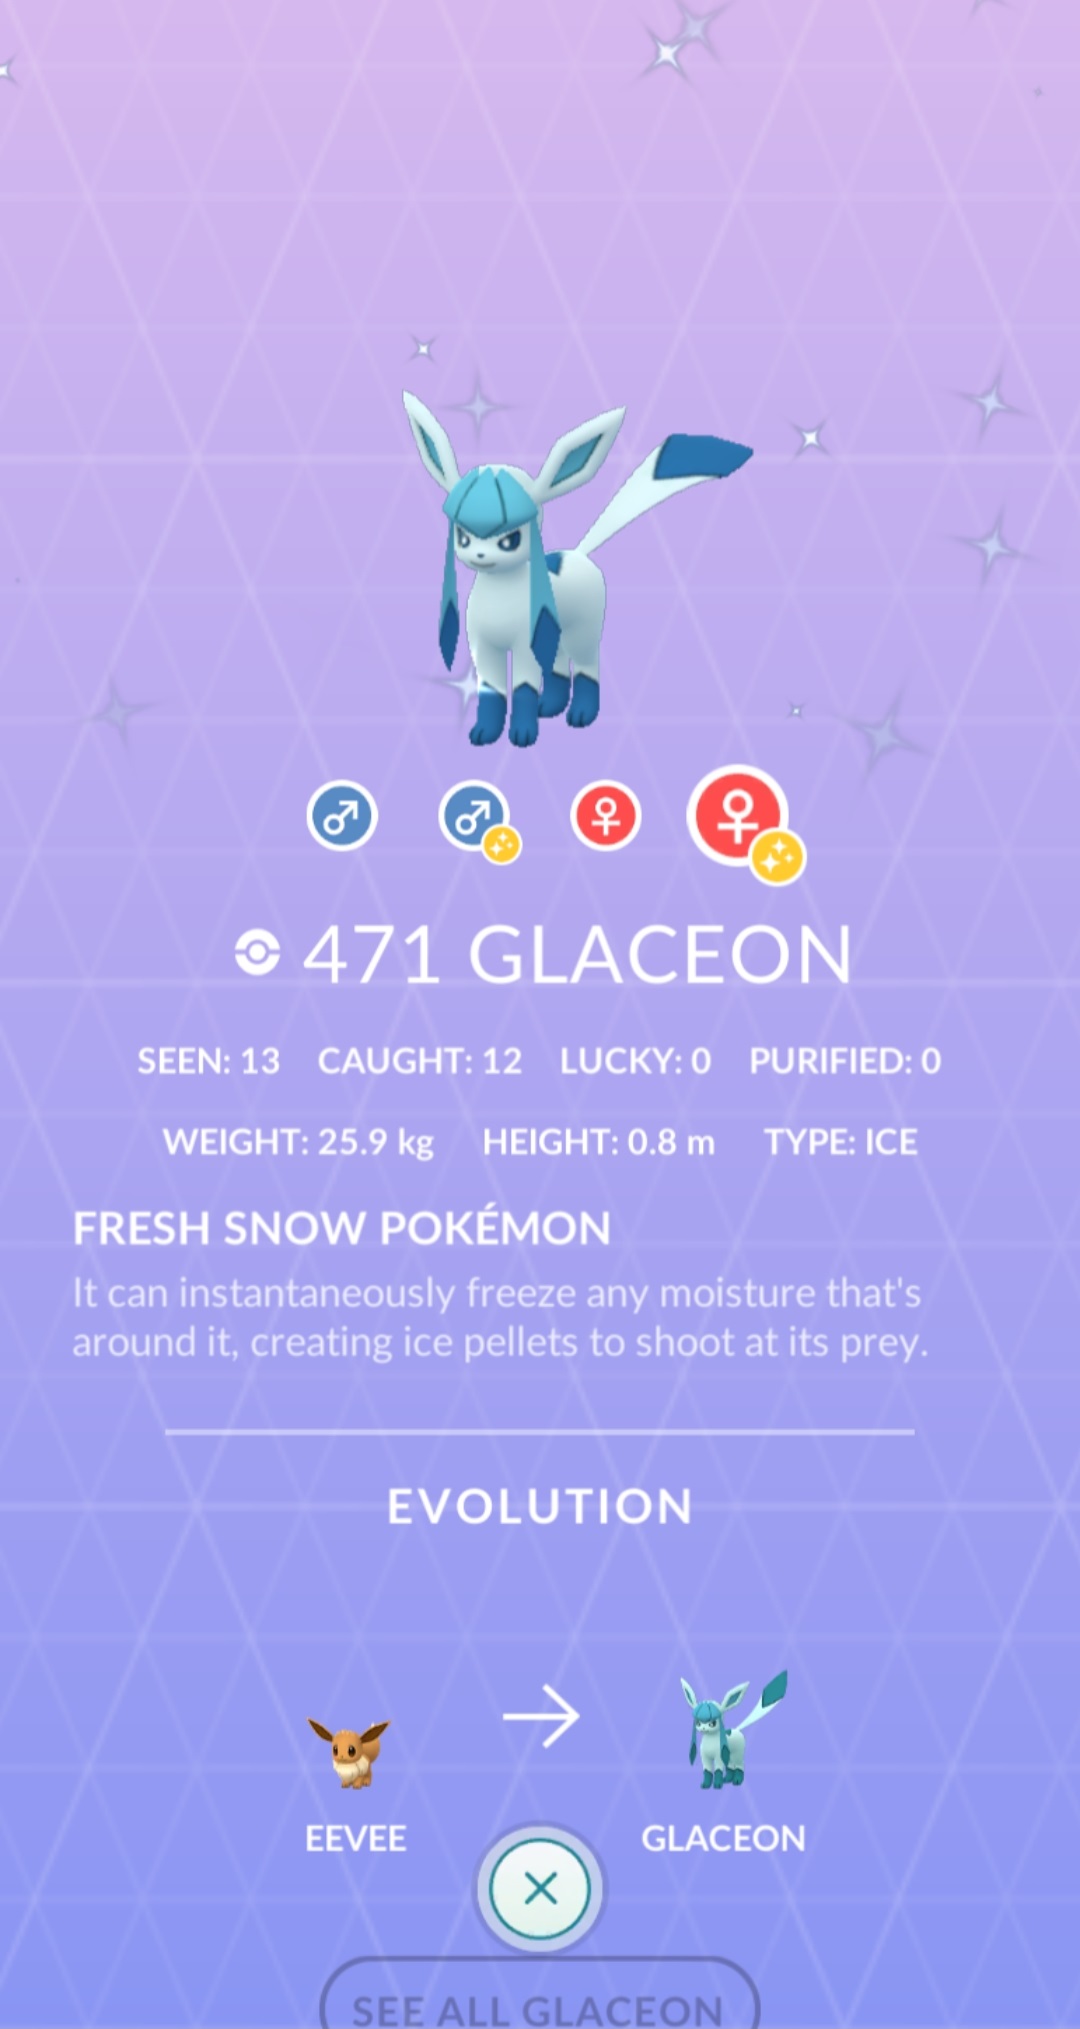 471 GLACEON
SEEN: 13 CAUGHT: 12 LUCKY: 0 PURIFIED: 0
WEIGHT: 25.9 kg HEIGHT: 0.8 m TYPE: ICE
FRESH SNOW POKÉMON
It can instantaneously freeze any moisture that's
around it, creating ice pellets to shoot at its prey.
EVOLUTION
EEVEE GLACEON
SEE ALL GLACEON